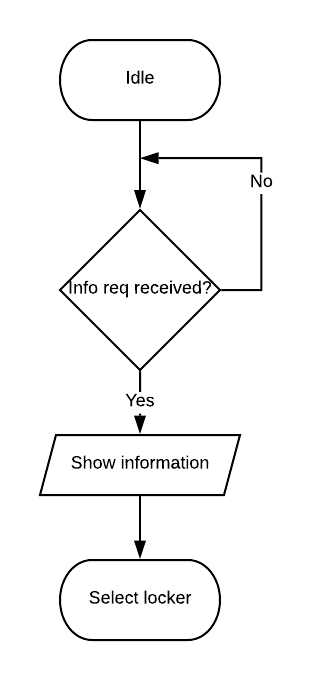 Idle
No
Info req received?
Yes
Show information
Select locker